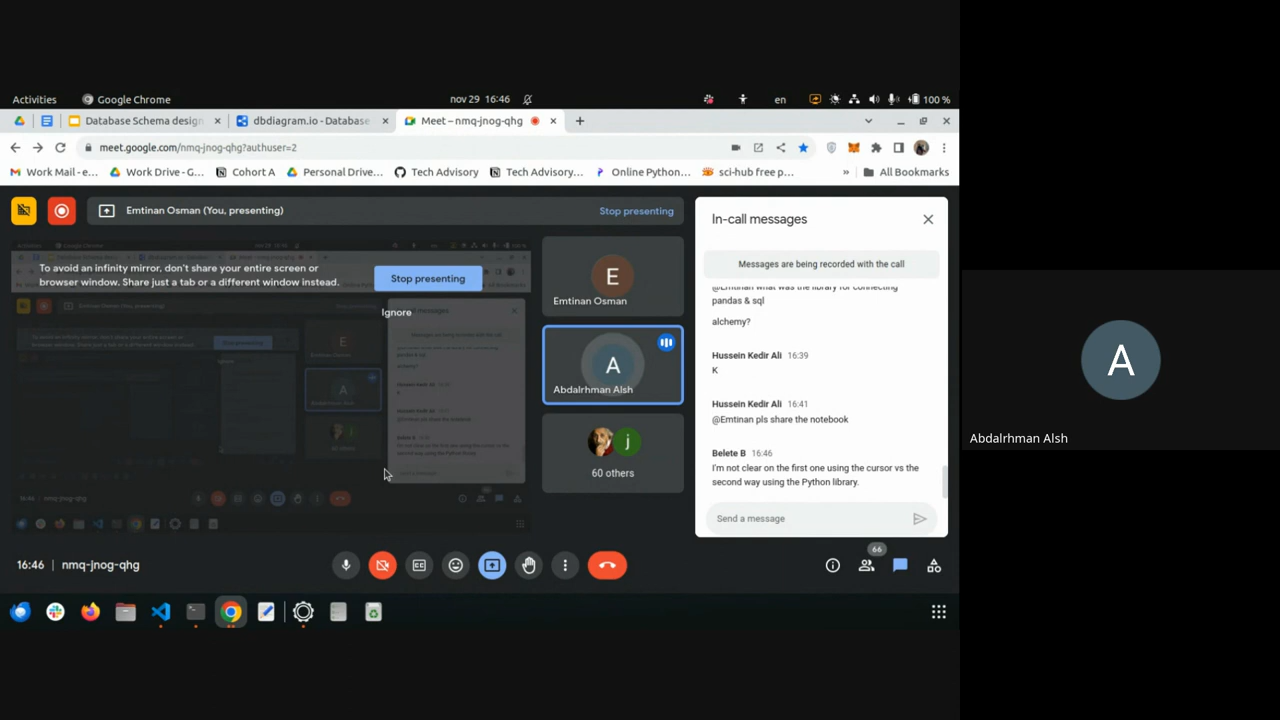 Activities
Google Chrome
nov 29 16:46
en
100 %
Database Schema design
dbdiagram.io - Database
Meet – nmq-jnog-qhg
meet.google.com/nmq-jnog-qhg?authuser=2
Work Mail - e...
Work Drive - G...
Cohort A
Personal Drive...
Tech Advisory
Tech Advisory...
Online Python...
sci-hub free p...
»
All Bookmarks
Emtinan Osman (You, presenting)
Stop presenting
To avoid an infinity mirror, don't share your entire screen or
browser window. Share just a tab or a different window instead.
Stop presenting
Ignore
E
Emtinan Osman
A
Abdalrhman Alsh
j
60 others
In-call messages
Messages are being recorded with the call
@Emtinan what was the library for connecting
pandas & sql
alchemy?
Hussein Kedir Ali 16:39
K
Hussein Kedir Ali 16:41
@Emtinan pls share the notebook
Belete B 16:46
I'm not clear on the first one using the cursor vs the
second way using the Python library.
Send a message
16:46
nmq-jnog-qhg
66
A
Abdalrhman Alsh